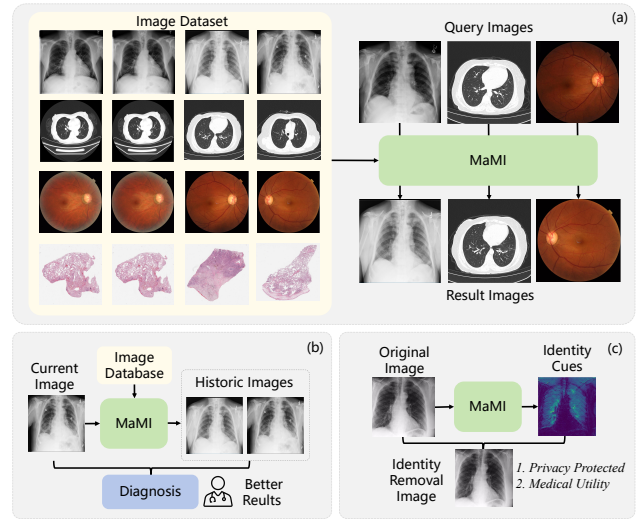 Image Dataset
(a)
Query Images
MaMI
Result Images
(b)
Current
Image
Image
Database
Historic Images
MaMI
Diagnosis
Better
Reults
(c)
Original
Image
Identity
Cues
MaMI
Identity
Removal
Image
1. Privacy Protected
2. Medical Utility